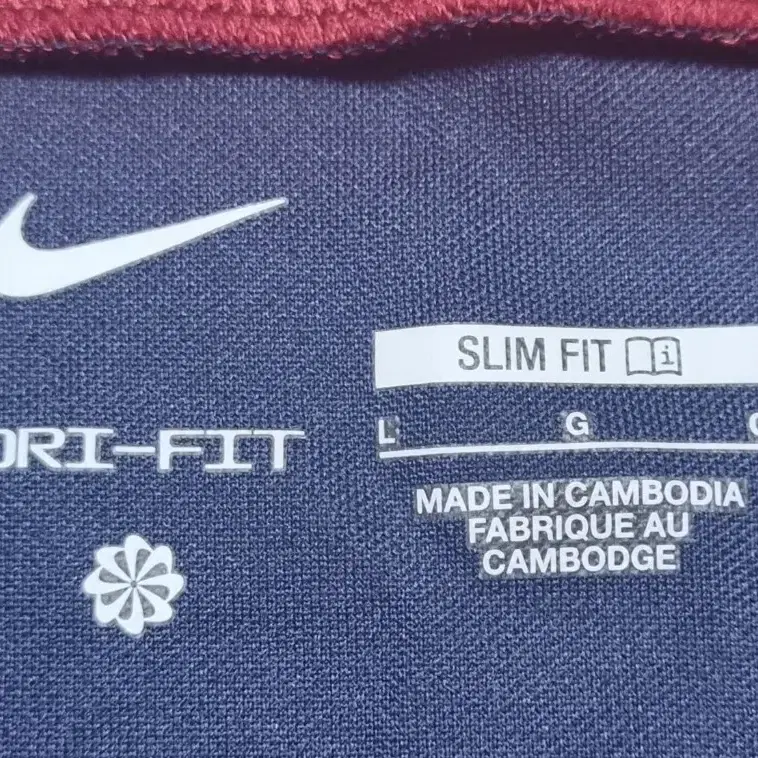 SLIM FIT
L G
DRI-FIT
MADE IN CAMBODIA
FABRIQUE AU
CAMBODGE